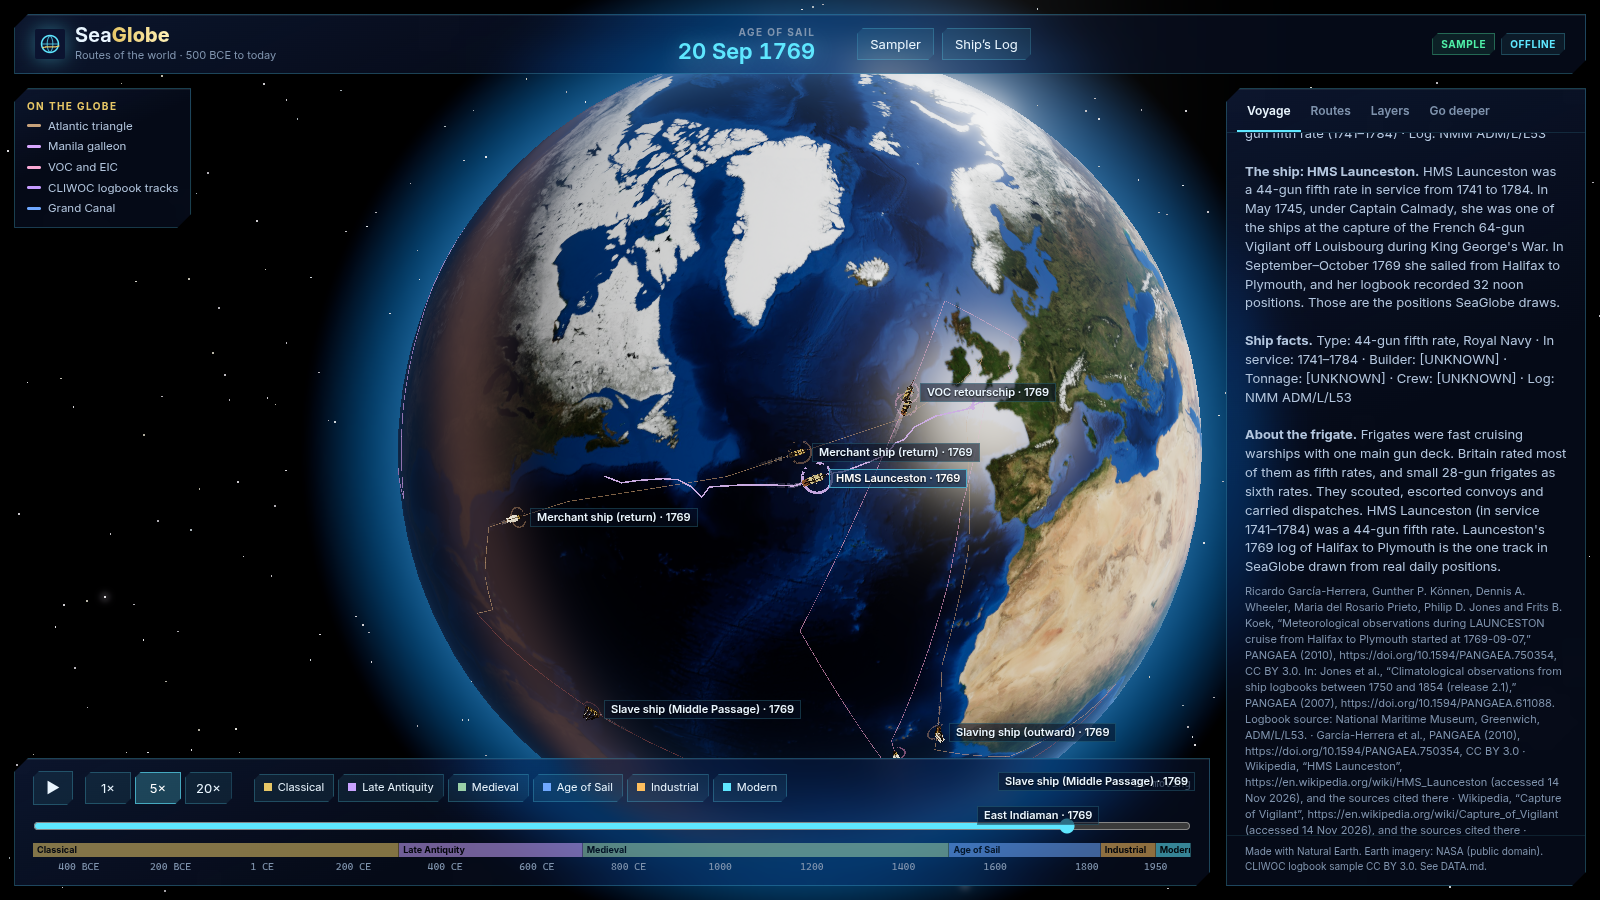 SeaGlobe
Routes of the world · 500 BCE to today
AGE OF SAIL
20 Sep 1769
Sampler
Ship's Log
SAMPLE
OFFLINE
ON THE GLOBE
Atlantic triangle
Manila galleon
VOC and EIC
CLIWOC logbook tracks
Grand Canal
VOC retourschip · 1769
Merchant ship (return) · 1769
HMS Launceston · 1769
Merchant ship (return) · 1769
Slave ship (Middle Passage) · 1769
Slaving ship (outward) · 1769
Slave ship (Middle Passage) · 1769
East Indiaman · 1769
Voyage
Routes
Layers
Go deeper
gun fifth rate (1741–1784) · Log: NMM ADM/L/L53
The ship: HMS Launceston. HMS Launceston was
a 44-gun fifth rate in service from 1741 to 1784. In
May 1745, under Captain Calmady, she was one of
the ships at the capture of the French 64-gun
Vigilant off Louisbourg during King George's War. In
September–October 1769 she sailed from Halifax to
Plymouth, and her logbook recorded 32 noon
positions. Those are the positions SeaGlobe draws.
Ship facts. Type: 44-gun fifth rate, Royal Navy · In
service: 1741–1784 · Builder: [UNKNOWN] ·
Tonnage: [UNKNOWN] · Crew: [UNKNOWN] · Log:
NMM ADM/L/L53
About the frigate. Frigates were fast cruising
warships with one main gun deck. Britain rated most
of them as fifth rates, and small 28-gun frigates as
sixth rates. They scouted, escorted convoys and
carried dispatches. HMS Launceston (in service
1741–1784) was a 44-gun fifth rate. Launceston's
1769 log of Halifax to Plymouth is the one track in
SeaGlobe drawn from real daily positions.
Ricardo García-Herrera, Gunther P. Können, Dennis A.
Wheeler, Maria del Rosario Prieto, Philip D. Jones and Frits B.
Koek, “Meteorological observations during LAUNCESTON
cruise from Halifax to Plymouth started at 1769-09-07,”
PANGAEA (2010), https://doi.org/10.1594/PANGAEA.750354,
CC BY 3.0. In: Jones et al., “Climatological observations from
ship logbooks between 1750 and 1854 (release 2.1),”
PANGAEA (2007), https://doi.org/10.1594/PANGAEA.611088.
Logbook source: National Maritime Museum, Greenwich,
ADM/L/L53. · García-Herrera et al., PANGAEA (2010),
https://doi.org/10.1594/PANGAEA.750354, CC BY 3.0 ·
Wikipedia, “HMS Launceston”,
https://en.wikipedia.org/wiki/HMS_Launceston (accessed 14
Nov 2026), and the sources cited there · Wikipedia, “Capture
of Vigilant”, https://en.wikipedia.org/wiki/Capture_of_Vigilant
(accessed 14 Nov 2026), and the sources cited there ·
Made with Natural Earth. Earth imagery: NASA (public domain).
CLIWOC logbook sample CC BY 3.0. See DATA.md.
1×
5×
20×
Classical
Late Antiquity
Medieval
Age of Sail
Industrial
Modern
Classical
Late Antiquity
Medieval
Age of Sail
Industrial
Modern
400 BCE
200 BCE
1 CE
200 CE
400 CE
600 CE
800 CE
1000
1200
1400
1600
1800
1950